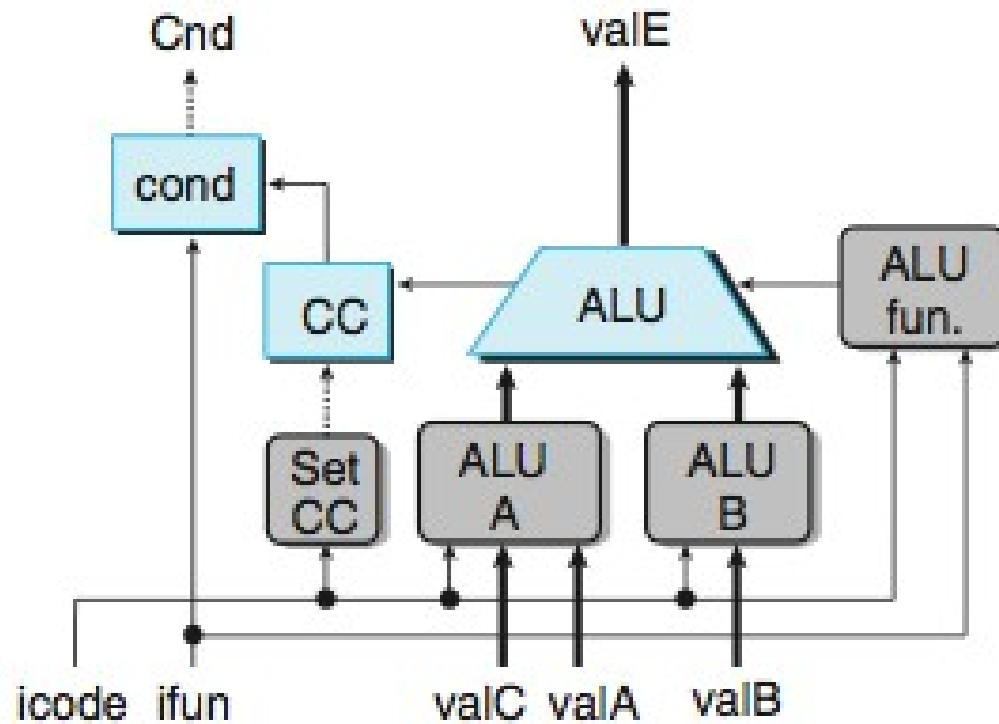 Cnd
valE
cond
CC
ALU
ALU
fun.
Set
CC
ALU
A
ALU
B
icode
ifun
valC
valA
valB